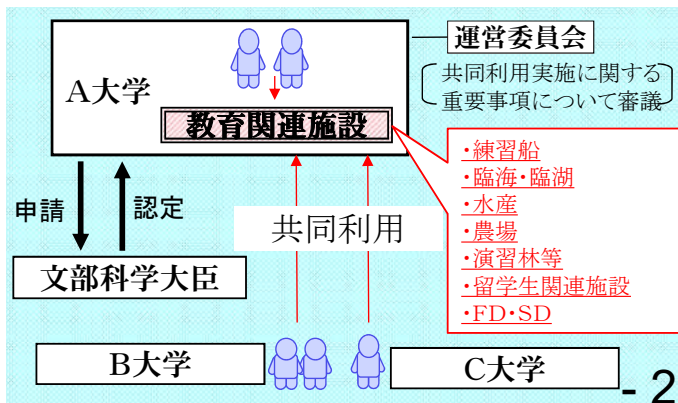 運営委員会
共同利用実施に関する
重要事項について審議
A大学
教育関連施設
・練習船
・臨海・臨湖
・水産
・農場
・演習林等
・留学生関連施設
・FD・SD
申請
認定
共同利用
文部科学大臣
B大学
C大学
- 2